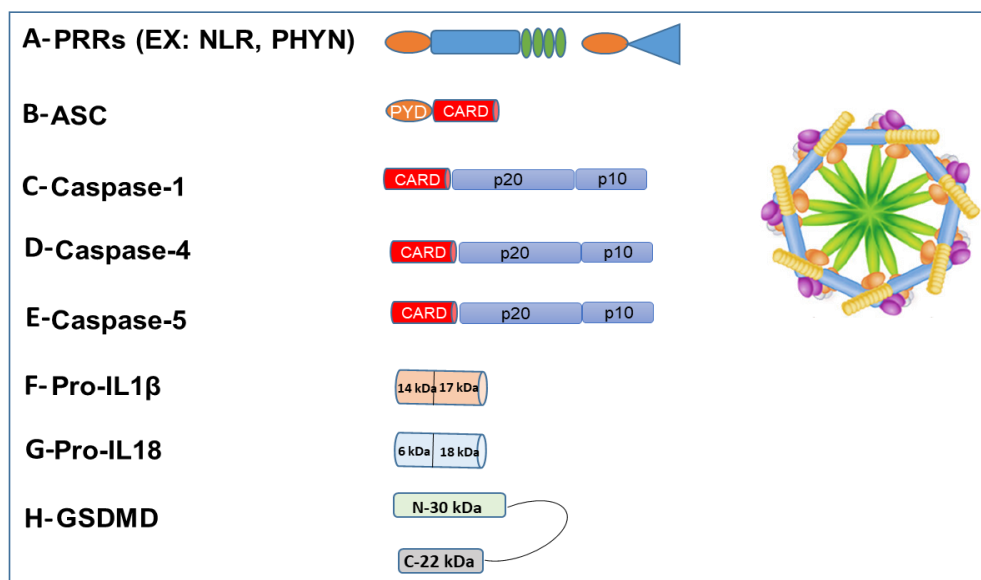 A-PRRs (EX: NLR, PHYN)
B-ASC
PYD CARD
C-Caspase-1
CARD p20 p10
D-Caspase-4
CARD p20 p10
E-Caspase-5
CARD p20 p10
F-Pro-IL1β
14 kDa 17 kDa
G-Pro-IL18
6 kDa 18 kDa
H-GSDMD
N-30 kDa
C-22 kDa